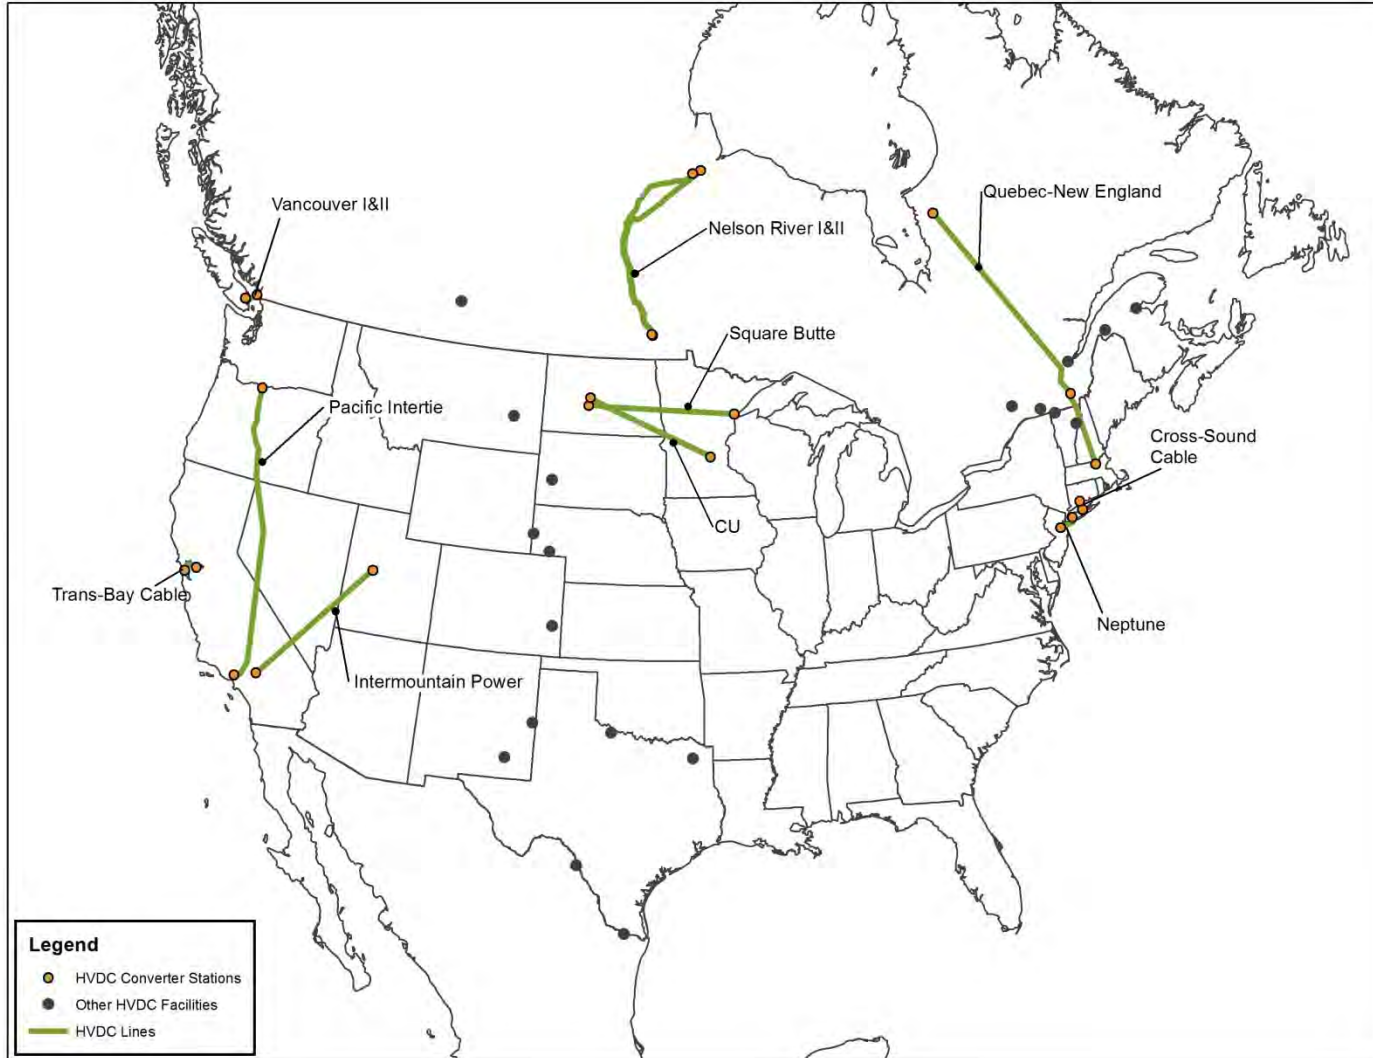 Vancouver I&II
Quebec-New England
Nelson River I&II
Square Butte
Pacific Intertie
Cross-Sound
Cable
CU
Trans-Bay Cable
Neptune
Intermountain Power
Legend
HVDC Converter Stations
Other HVDC Facilities
HVDC Lines